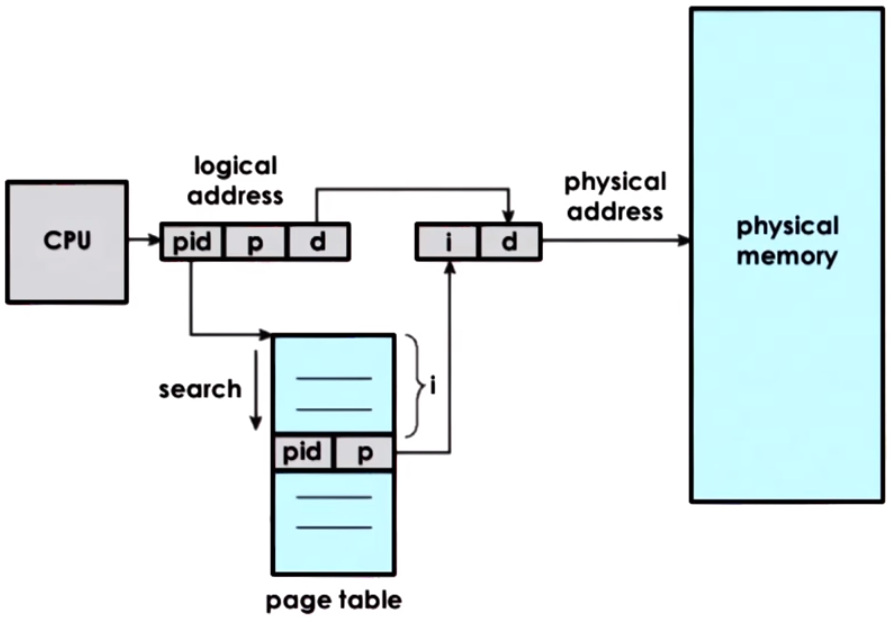 logical
address
physical
address
CPU
pid p d
i d
physical
memory
search
i
pid p
page table